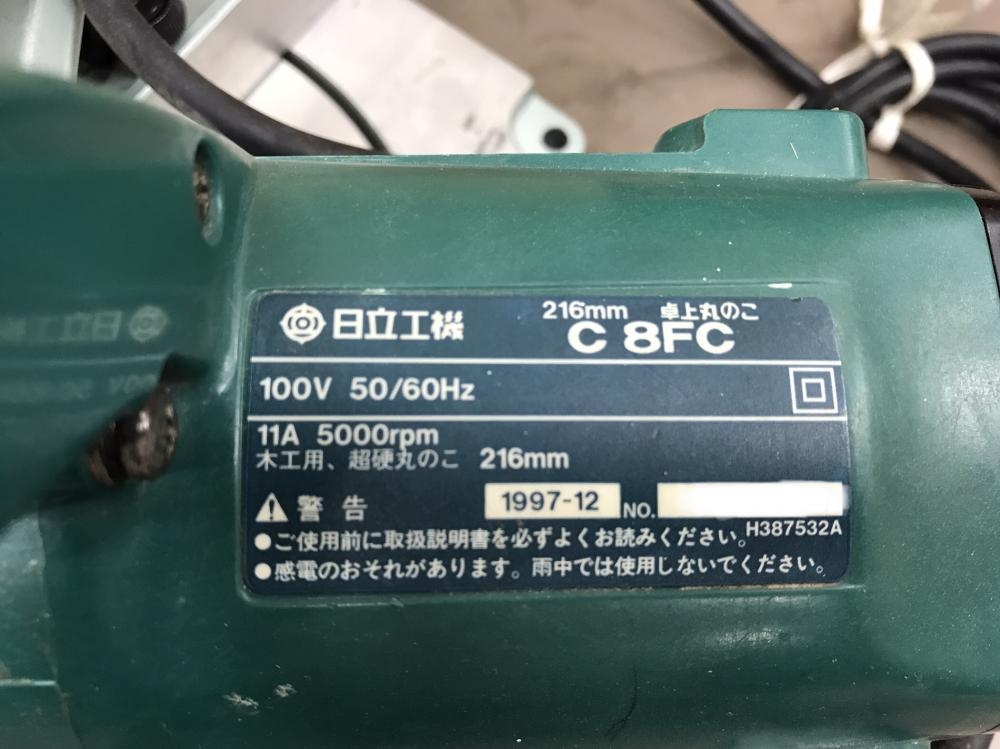 日立工機
216mm 卓上丸のこ
C 8FC
100V 50/60Hz
11A 5000rpm
木工用、超硬丸のこ 216mm
警告 1997-12 NO.
H387532A
●ご使用前に取扱説明書を必ずよくお読みください。
●感電のおそれがあります。雨中では使用しないでください。